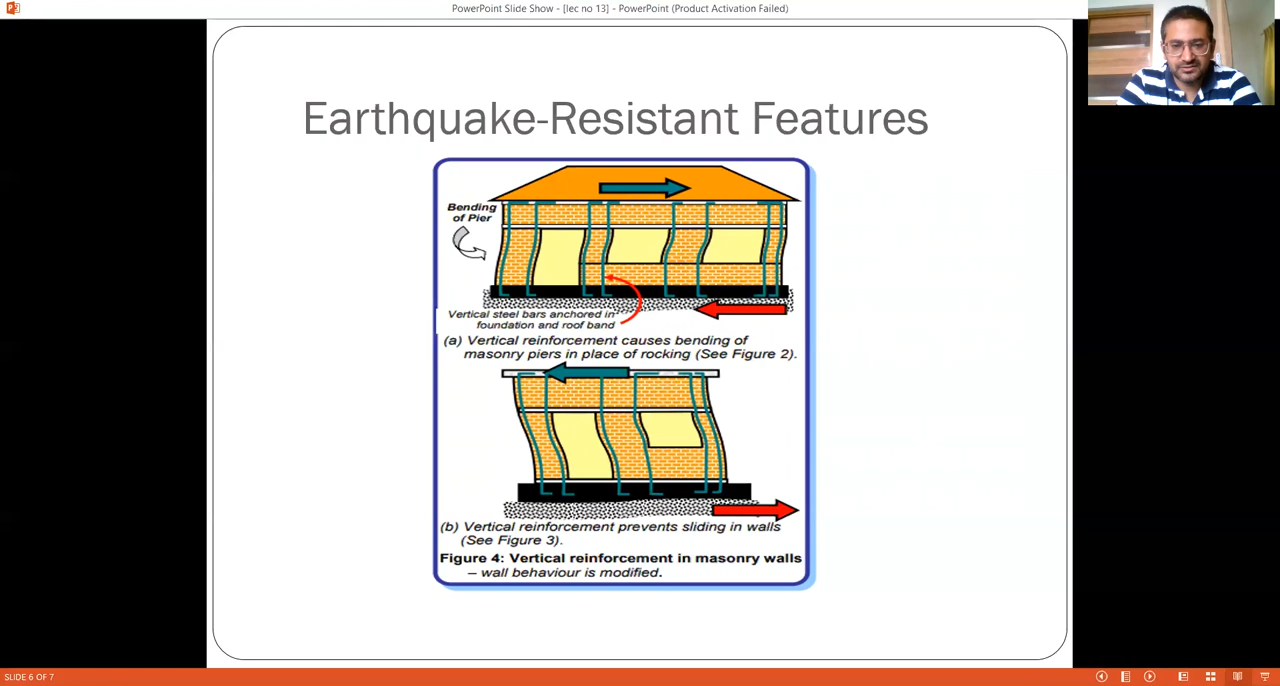 PowerPoint Slide Show - [lec no 13] - PowerPoint (Product Activation Failed)
Earthquake-Resistant Features
Bending
of Pier
Vertical steel bars anchored in
foundation and roof band
(a) Vertical reinforcement causes bending of
masonry piers in place of rocking (See Figure 2).
(b) Vertical reinforcement prevents sliding in walls
(See Figure 3).
Figure 4: Vertical reinforcement in masonry walls
– wall behaviour is modified.
SLIDE 6 OF 7